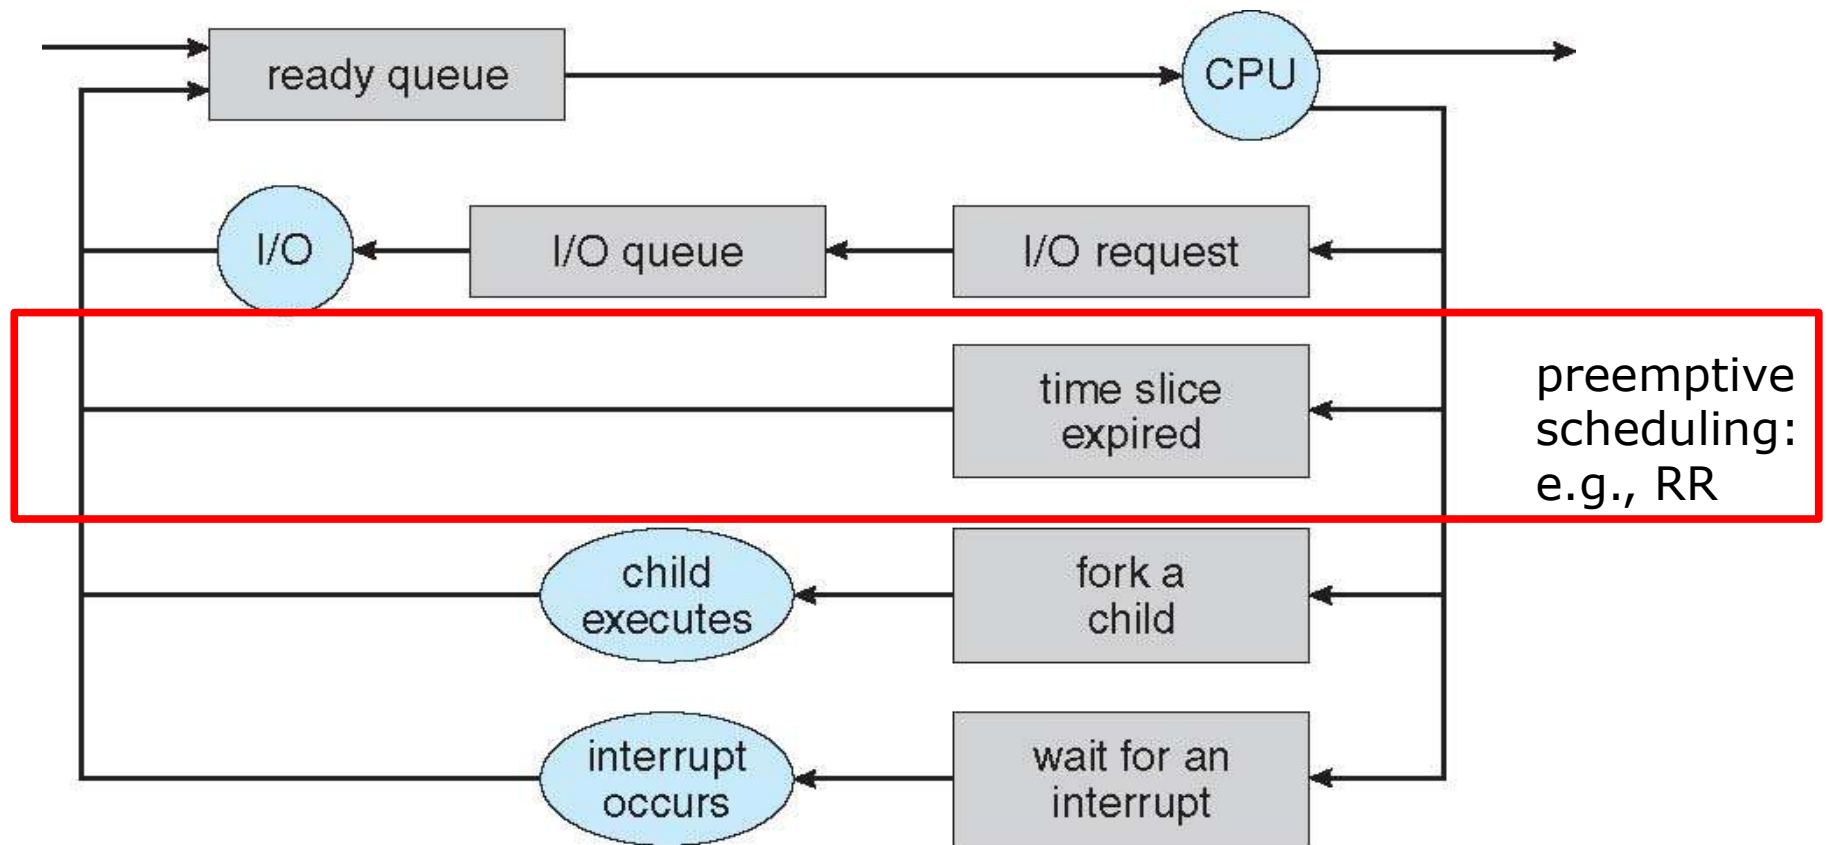 ready queue
CPU
I/O
I/O queue
I/O request
time slice
expired
preemptive
scheduling:
e.g., RR
child
executes
fork a
child
interrupt
occurs
wait for an
interrupt